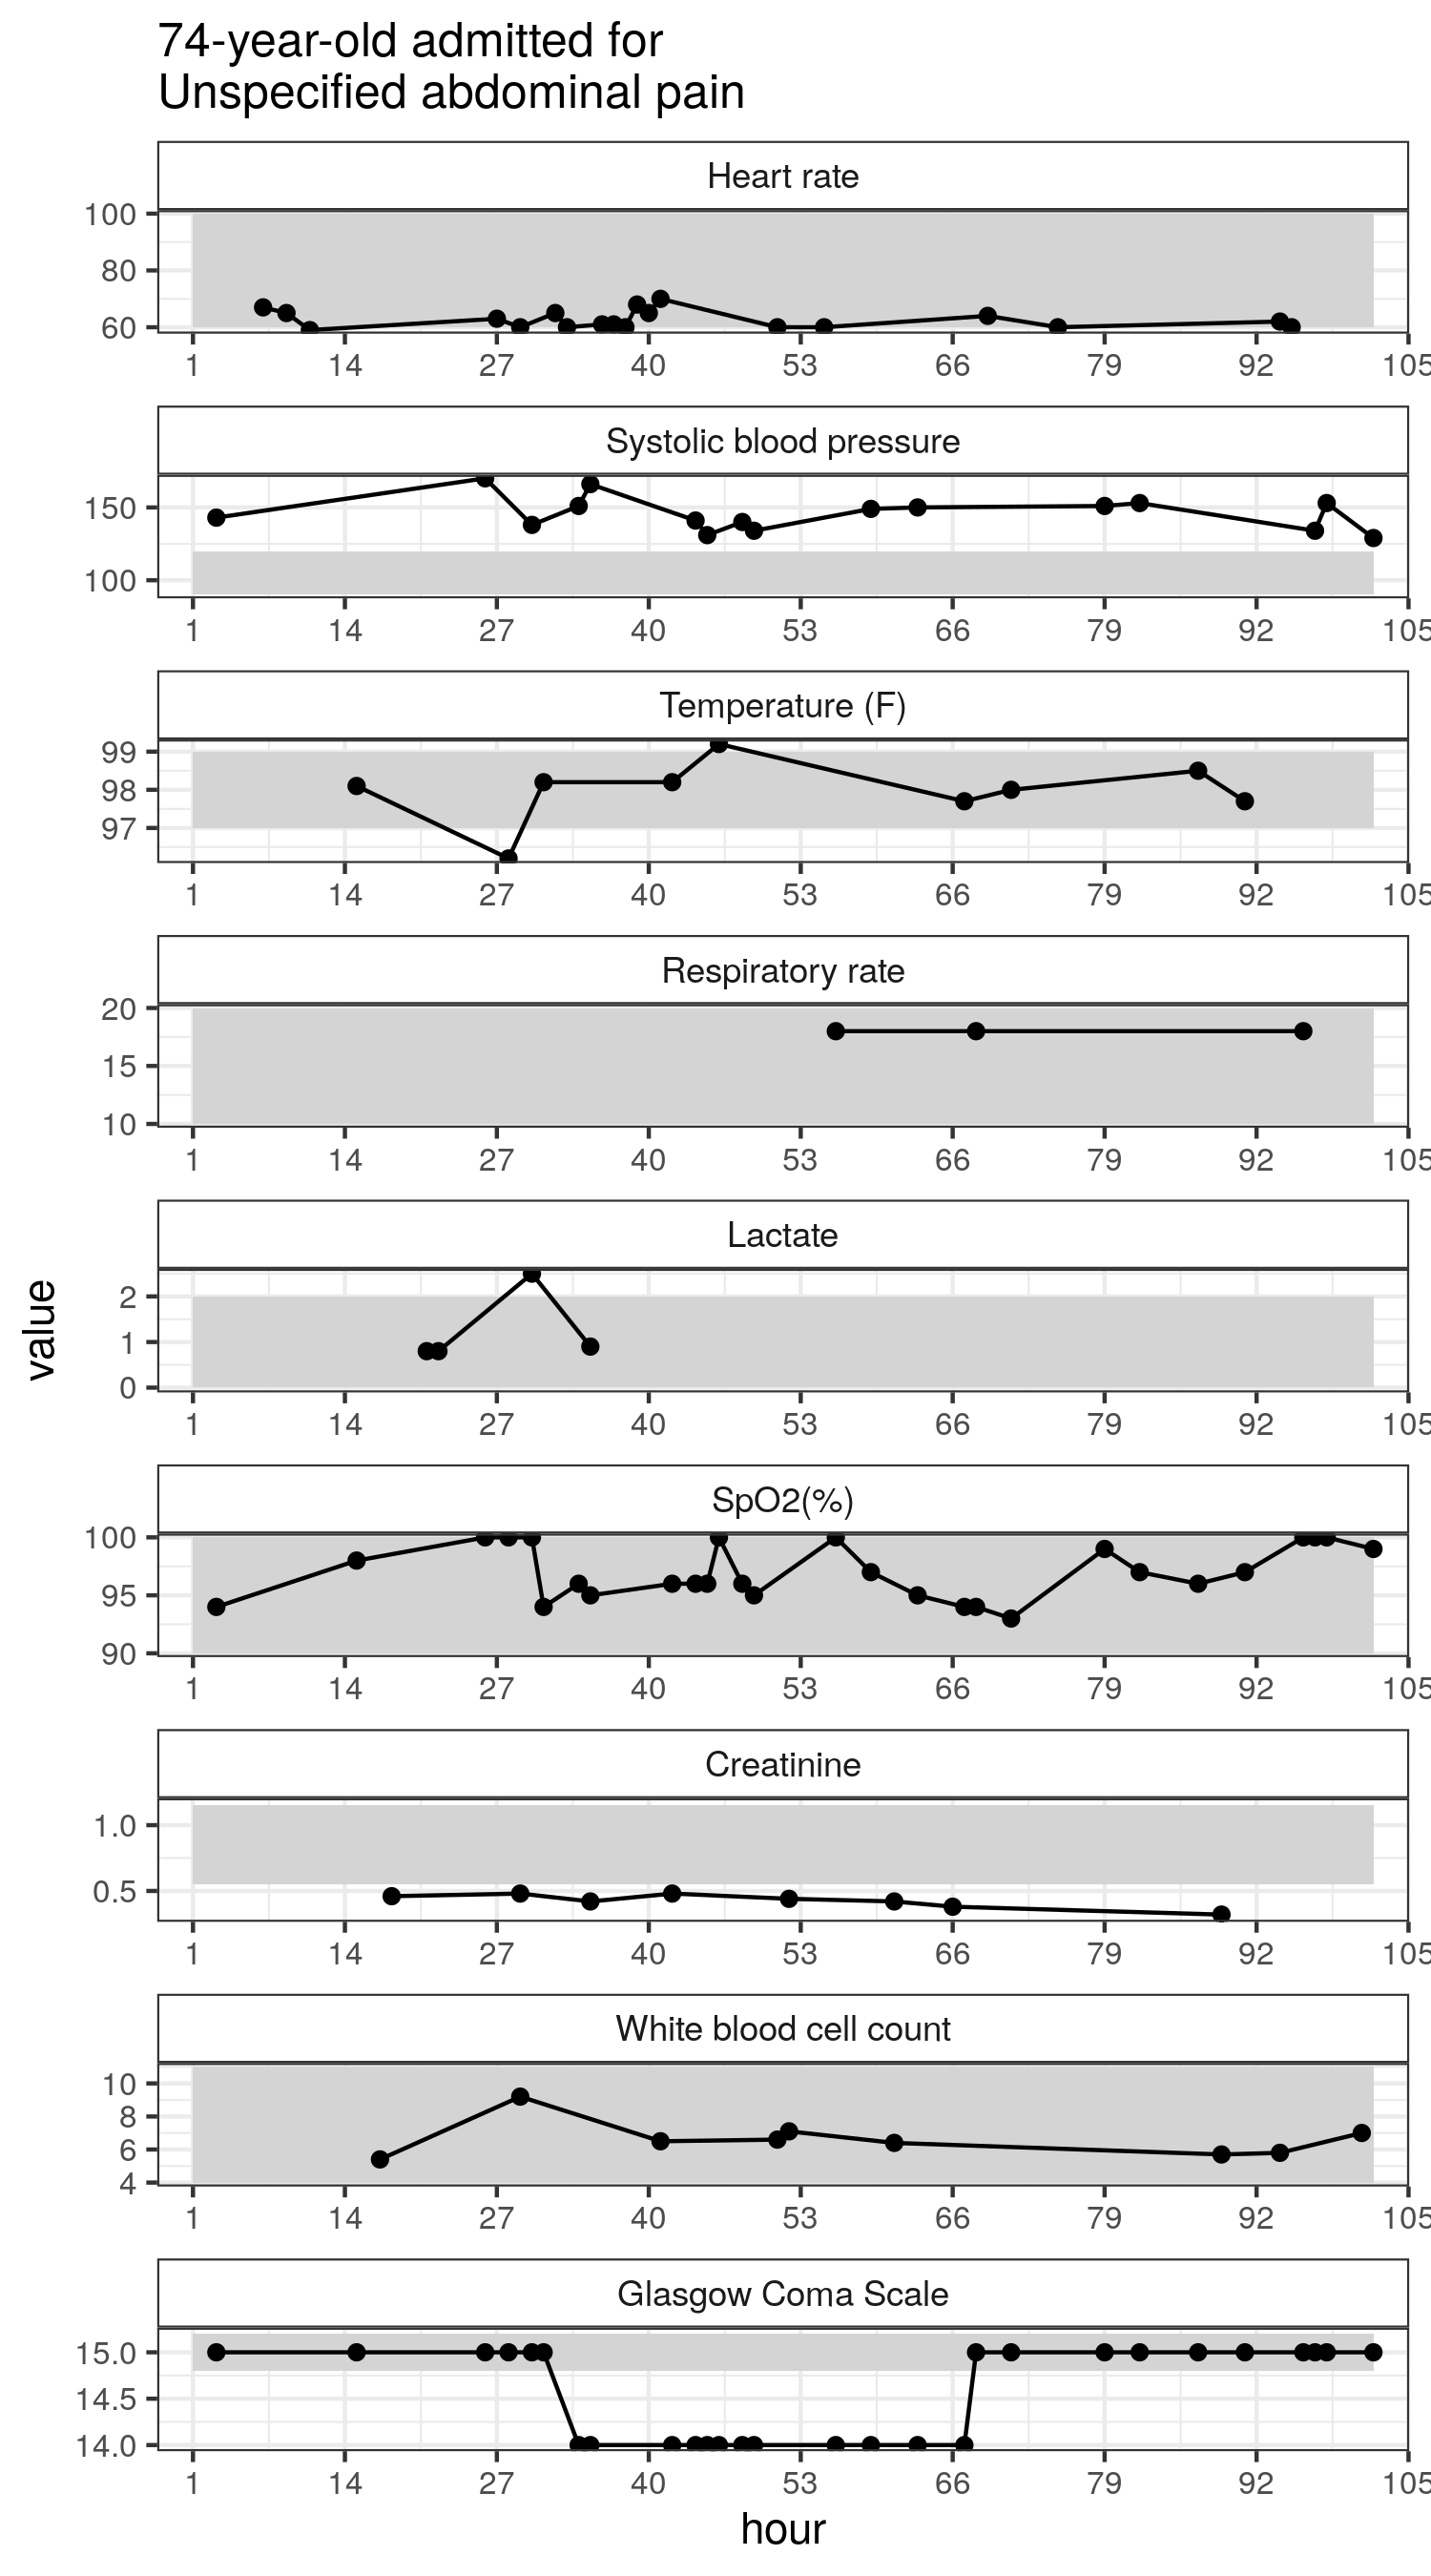 74-year-old admitted for
Unspecified abdominal pain
Heart rate
100
80
60
1 14 27 40 53 66 79 92 105
Systolic blood pressure
150
100
1 14 27 40 53 66 79 92 105
Temperature (F)
99
98
97
1 14 27 40 53 66 79 92 105
Respiratory rate
20
15
10
1 14 27 40 53 66 79 92 105
value
Lactate
2
1
0
1 14 27 40 53 66 79 92 105
SpO2(%)
100
95
90
1 14 27 40 53 66 79 92 105
Creatinine
1.0
0.5
1 14 27 40 53 66 79 92 105
White blood cell count
10
8
6
4
1 14 27 40 53 66 79 92 105
Glasgow Coma Scale
15.0
14.5
14.0
1 14 27 40 53 66 79 92 105
hour